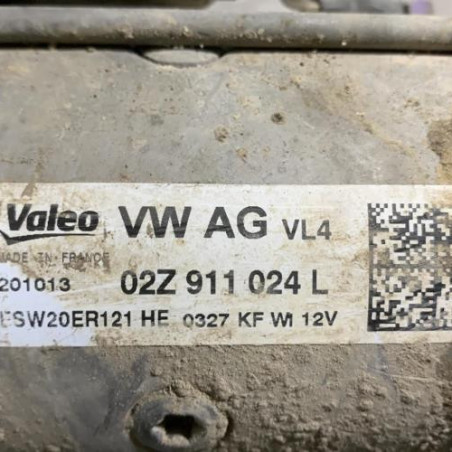 Valeo VW AG VL4
MADE IN FRANCE
201013 02Z 911 024 L
ESW20ER121 HE 0327 KF WI 12V